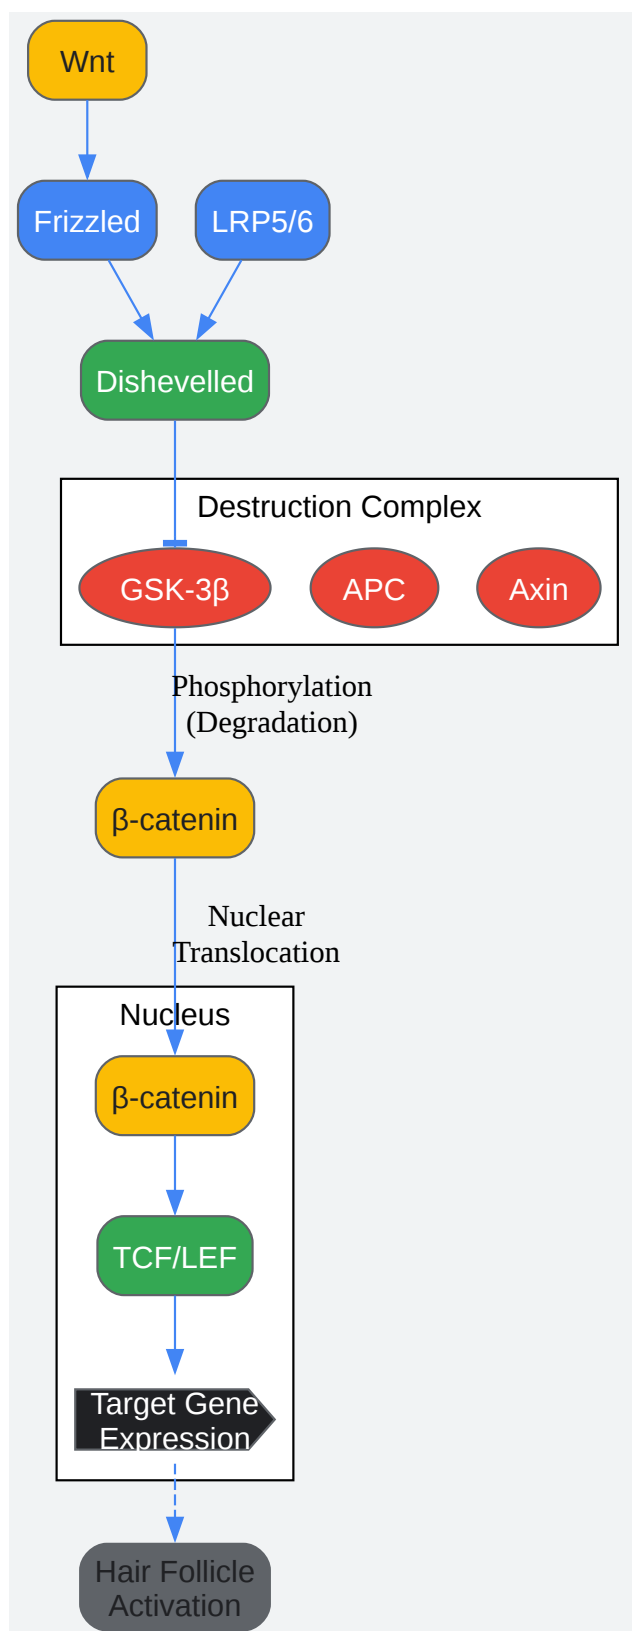 Wnt
Frizzled
LRP5/6
Dishevelled
Destruction Complex
GSK-3β
APC
Axin
Phosphorylation
(Degradation)
β-catenin
Nuclear
Translocation
Nucleus
β-catenin
TCF/LEF
Target Gene
Expression
Hair Follicle
Activation